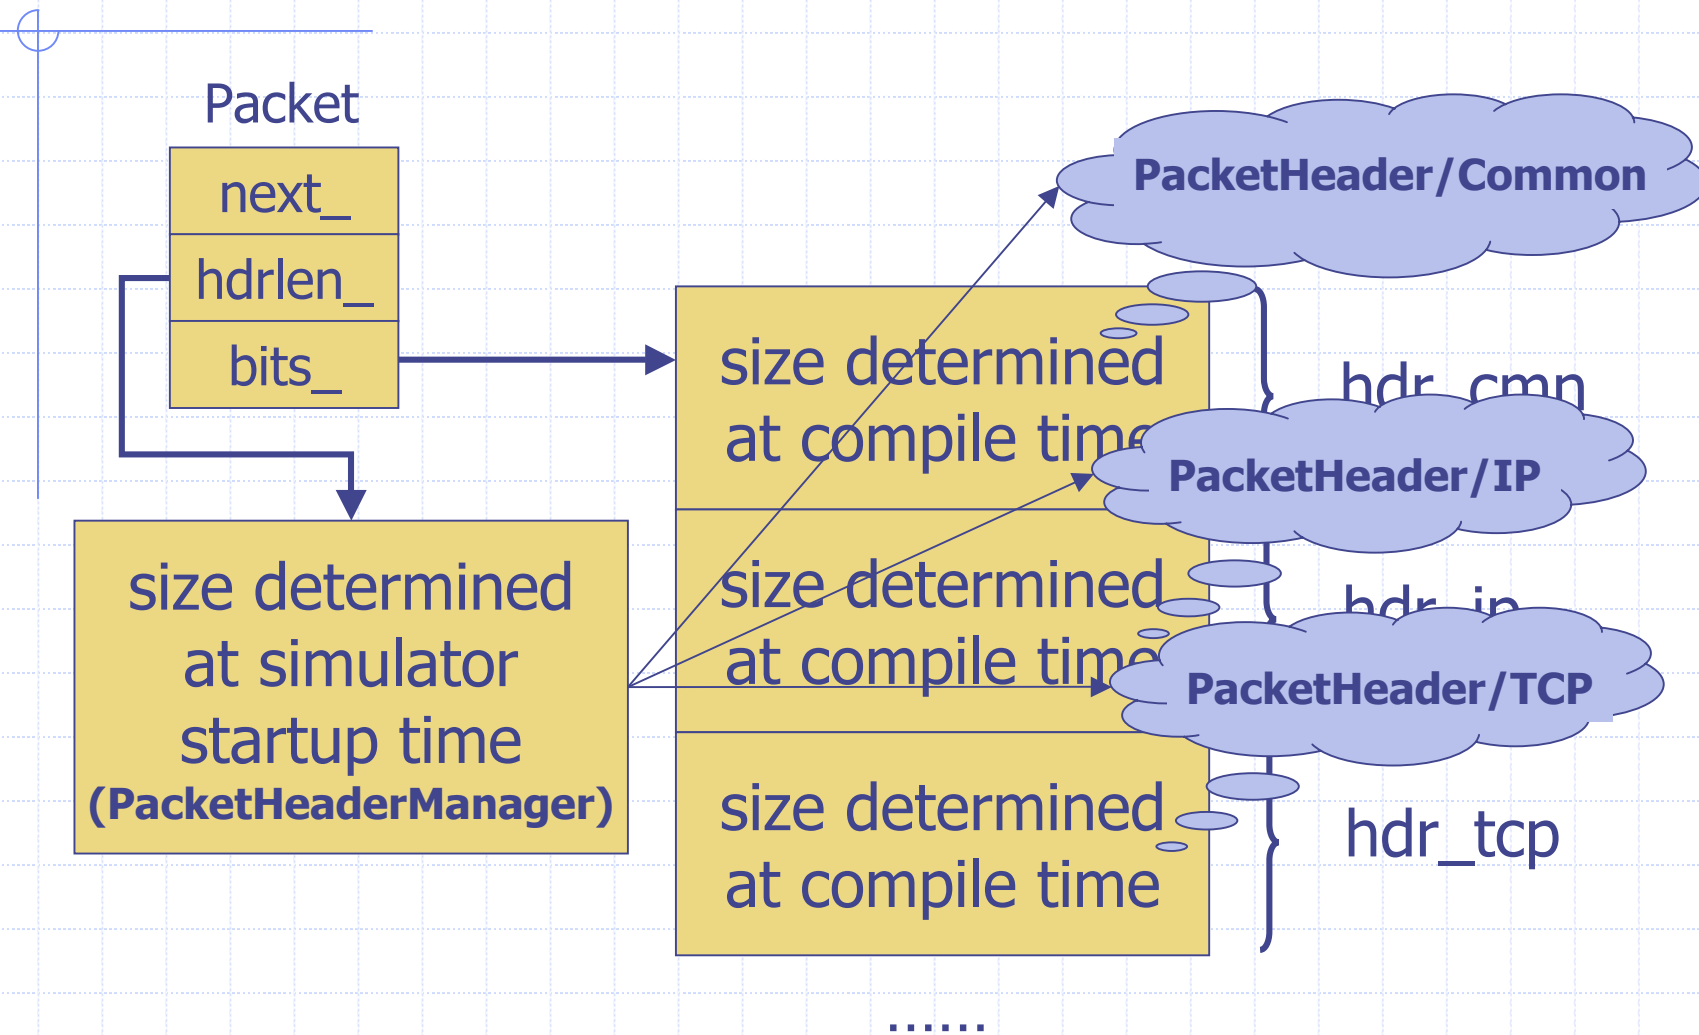 Packet
next_
hdrlen_
bits_
size determined
at simulator
startup time
(PacketHeaderManager)
size determined
at compile time
size determined
at compile time
size determined
at compile time
PacketHeader/Common
hdr_cmn
PacketHeader/IP
hdr_ip
PacketHeader/TCP
hdr_tcp
......